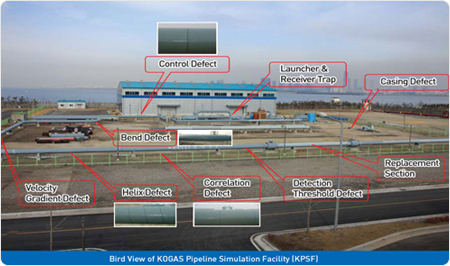 Control Defect
Launcher &
Receiver Trap
Casing Defect
Bend Defect
Replacement
Section
Velocity
Gradient Defect
Helix Defect
Correlation
Defect
Detection
Threshold Defect
Bird View of KOGAS Pipeline Simulation Facility (KPSF)